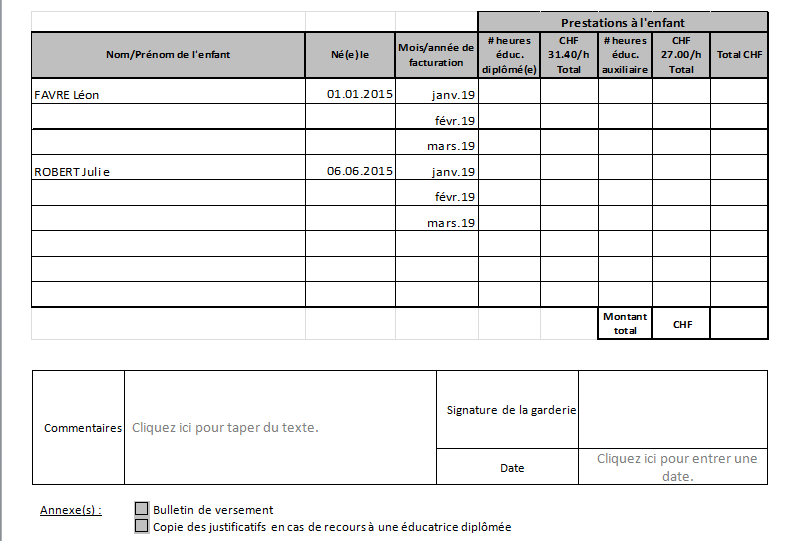 Prestations à l'enfant
Nom/Prénom de l'enfant
Né(e) le
Mois/année de
facturation
# heures
éduc.
diplômé(e)
CHF
31.40/h
Total
# heures
éduc.
auxiliaire
CHF
27.00/h
Total
Total CHF
FAVRE Léon 01.01.2015 janv.19
févr.19
mars.19
ROBERT Julie 06.06.2015 janv.19
févr.19
mars.19
Montant
total
CHF
Commentaires
Cliquez ici pour taper du texte.
Signature de la garderie
Date
Cliquez ici pour entrer une
date.
Annexe(s) :
Bulletin de versement
Copie des justificatifs en cas de recours à une éducatrice diplômée